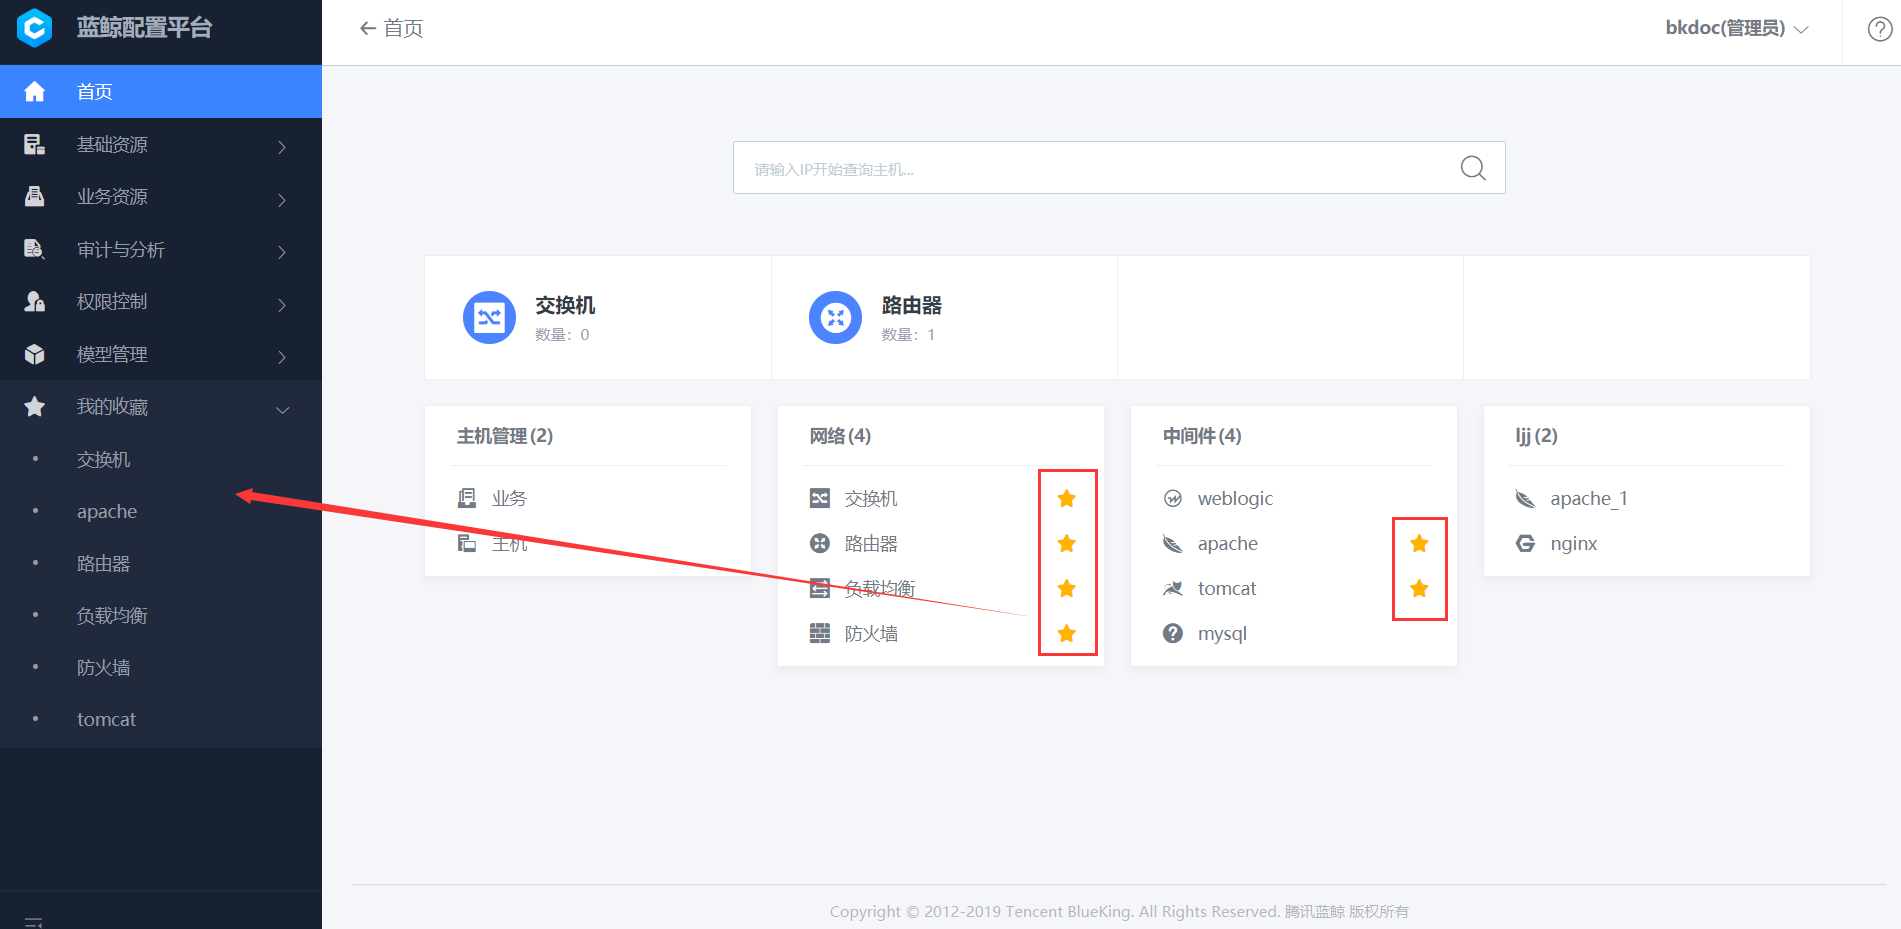 蓝鲸配置平台
首页
基础资源
业务资源
审计与分析
权限控制
模型管理
我的收藏
交换机
apache
路由器
负载均衡
防火墙
tomcat
首页
bkdoc(管理员)
请输入IP开始查询主机...
交换机
数量：0
路由器
数量：1
主机管理(2)
业务
主机
网络(4)
交换机
路由器
负载均衡
防火墙
中间件(4)
weblogic
apache
tomcat
mysql
ljj(2)
apache_1
nginx
Copyright © 2012-2019 Tencent BlueKing. All Rights Reserved. 腾讯蓝鲸 版权所有